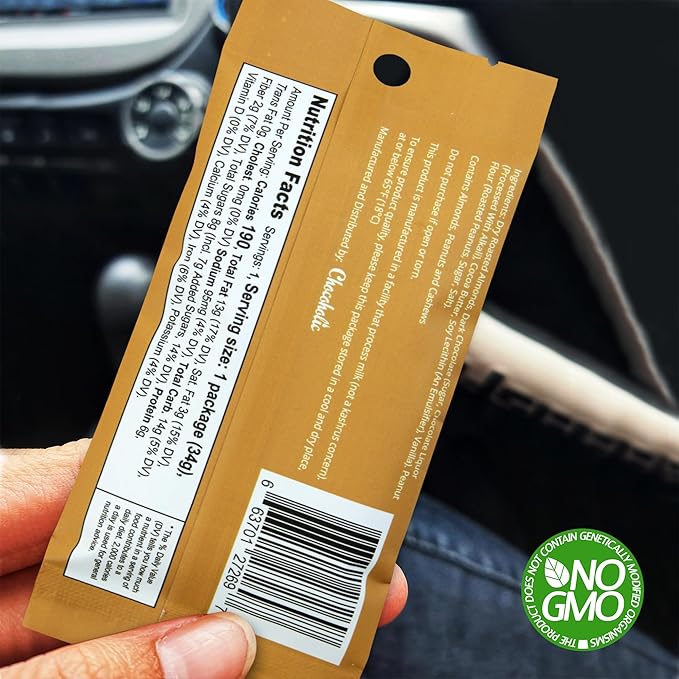 Ingredients: Dry Roasted Almonds, Dark Chocolate (Sugar, Chocolate Liquor
(Processed With Alkali), Cocoa Butter, Soy Lecithin (An Emulsifier), Vanilla), Peanut
Flour (Roasted Peanuts), Sugar, Salt.
Contains Almonds, Peanuts and Cashews
Do not purchase if open or torn.
This product is manufactured in a facility that process milk (not a kashrus concern),
To ensure product quality, please keep this package stored in a cool and dry place,
at or below 65°f (18°C)
Manufactured and Distributed by: Chocoholic
Nutrition Facts Servings: 1, Serving size: 1 package (34g),
Amount Per Serving: Calories 190, Total Fat 13g (17% DV), Sat. Fat 3g (15% DV),
Trans Fat 0g, Cholest. 0mg (0% DV), Sodium 95mg (4% DV), Total Carb. 14g (5% DV),
Fiber 2g (7% DV), Total Sugars 8g (Incl. 7g Added Sugars, 14% DV), Protein 6g,
Vitamin D (0% DV), Calcium (4% DV), Iron (6% DV), Potassium (4% DV),
* The % Daily Value
(DV) tells you how much
a nutrient in a serving of
food contributes to a
daily diet. 2,000 calories
a day is used for general
nutrition advice.
6 63701 22769 7
THE PRODUCT DOES NOT CONTAIN GENETICALLY MODIFIED ORGANISMS
NO
GMO